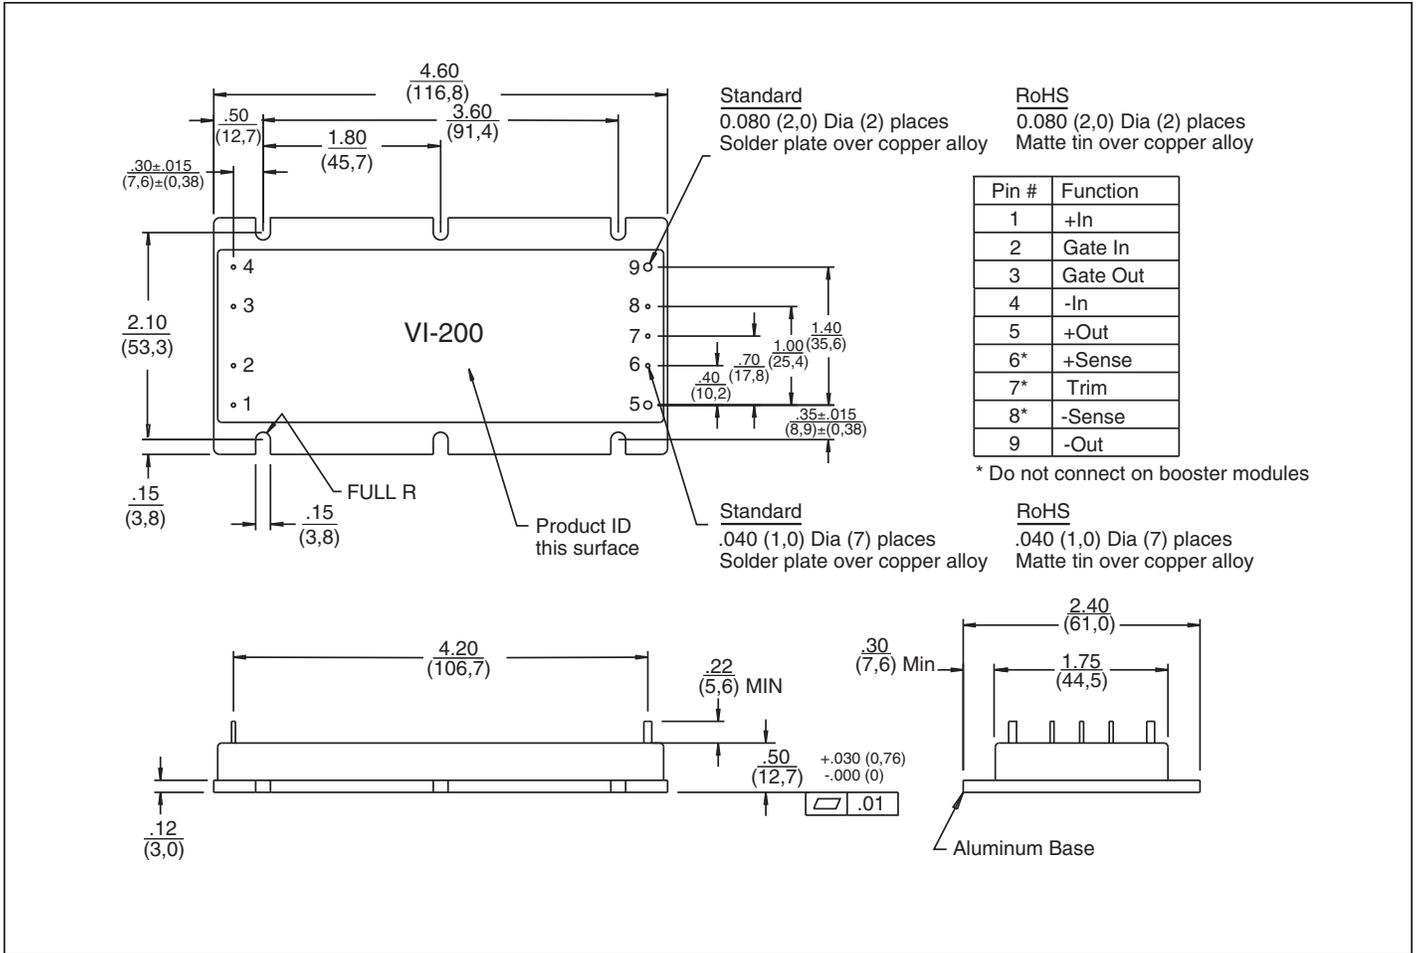 4.60
(116,8)
.50
(12,7)
3.60
(91,4)
1.80
(45,7)
.30±.015
(7,6)±(0,38)
Standard
0.080 (2,0) Dia (2) places
Solder plate over copper alloy
RoHS
0.080 (2,0) Dia (2) places
Matte tin over copper alloy
Pin # Function
1 +In
2 Gate In
3 Gate Out
4 -In
5 +Out
6* +Sense
7* Trim
8* -Sense
9 -Out
* Do not connect on booster modules
4
3
2
1
VI-200
9
8
7
6
5
2.10
(53,3)
1.40
(35,6)
1.00
(25,4)
.70
(17,8)
.40
(10,2)
.35±.015
(8,9)±(0,38)
.15
(3,8)
FULL R
.15
(3,8)
Product ID
this surface
Standard
.040 (1,0) Dia (7) places
Solder plate over copper alloy
RoHS
.040 (1,0) Dia (7) places
Matte tin over copper alloy
4.20
(106,7)
.22
(5,6) MIN
.50
(12,7)
+.030 (0,76)
-.000 (0)
.01
.12
(3,0)
2.40
(61,0)
.30
(7,6) Min
1.75
(44,5)
Aluminum Base